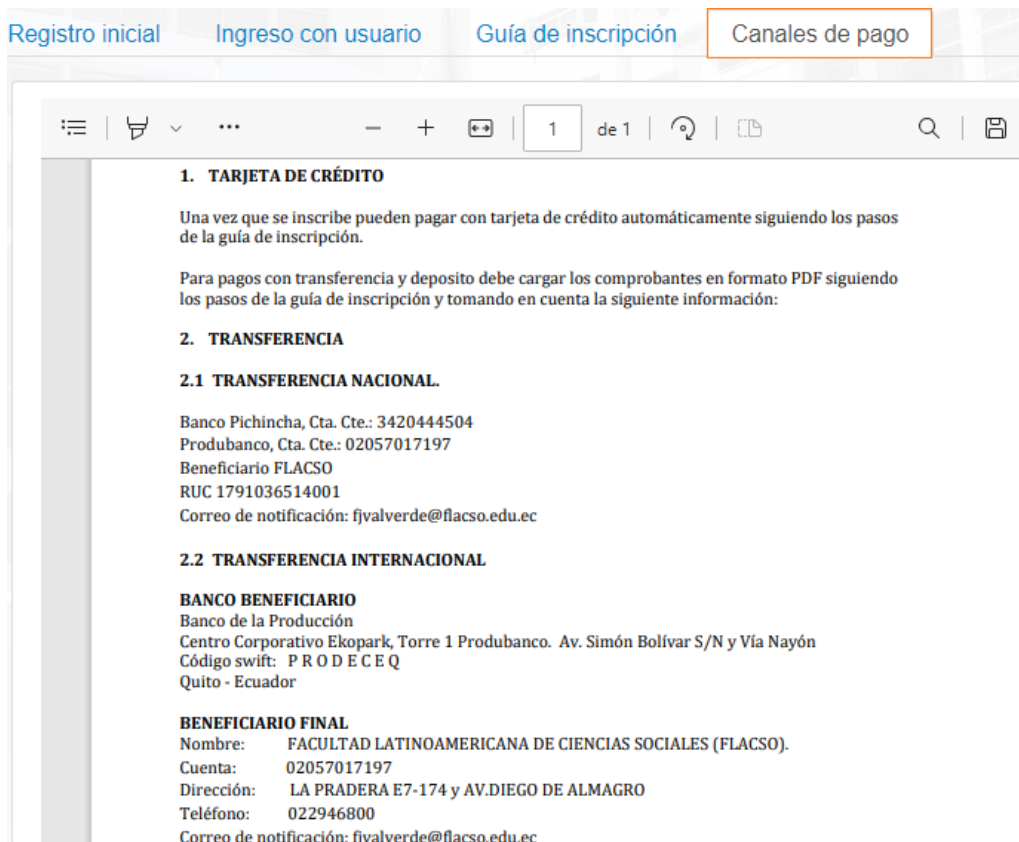 Registro inicial Ingreso con usuario Guía de inscripción Canales de pago
1 de 1
1. TARJETA DE CRÉDITO
Una vez que se inscribe pueden pagar con tarjeta de crédito automáticamente siguiendo los pasos
de la guía de inscripción.
Para pagos con transferencia y deposito debe cargar los comprobantes en formato PDF siguiendo
los pasos de la guía de inscripción y tomando en cuenta la siguiente información:
2. TRANSFERENCIA
2.1 TRANSFERENCIA NACIONAL.
Banco Pichincha, Cta. Cte.: 3420444504
Produbanco, Cta. Cte.: 02057017197
Beneficiario FLACSO
RUC 1791036514001
Correo de notificación: fjvalverde@flacso.edu.ec
2.2 TRANSFERENCIA INTERNACIONAL
BANCO BENEFICIARIO
Banco de la Producción
Centro Corporativo Ekopark, Torre 1 Produbanco. Av. Simón Bolívar S/N y Vía Nayón
Código swift: P R O D E C E Q
Quito - Ecuador
BENEFICIARIO FINAL
Nombre: FACULTAD LATINOAMERICANA DE CIENCIAS SOCIALES (FLACSO).
Cuenta: 02057017197
Dirección: LA PRADERA E7-174 y AV.DIEGO DE ALMAGRO
Teléfono: 022946800
Correo de notificación: fjvalverde@flacso.edu.ec